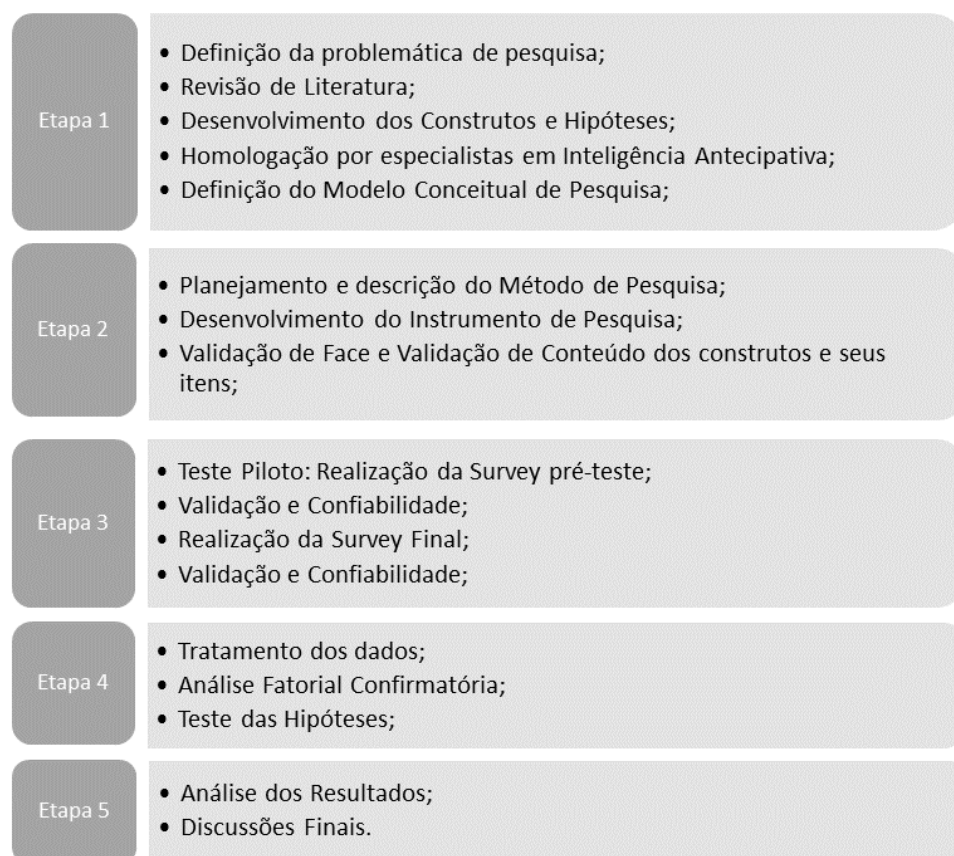 Etapa 1
• Definição da problemática de pesquisa;
• Revisão de Literatura;
• Desenvolvimento dos Construtos e Hipóteses;
• Homologação por especialistas em Inteligência Antecipativa;
• Definição do Modelo Conceitual de Pesquisa;
Etapa 2
• Planejamento e descrição do Método de Pesquisa;
• Desenvolvimento do Instrumento de Pesquisa;
• Validação de Face e Validação de Conteúdo dos construtos e seus
itens;
Etapa 3
• Teste Piloto: Realização da Survey pré-teste;
• Validação e Confiabilidade;
• Realização da Survey Final;
• Validação e Confiabilidade;
Etapa 4
• Tratamento dos dados;
• Análise Fatorial Confirmatória;
• Teste das Hipóteses;
Etapa 5
• Análise dos Resultados;
• Discussões Finais.